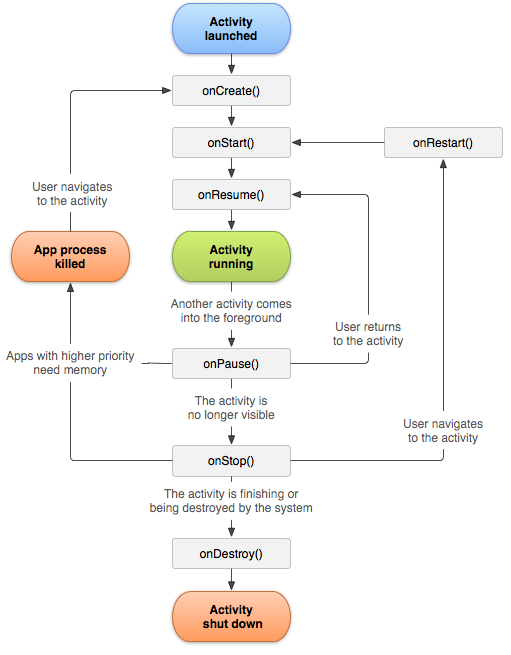 Activity
launched
onCreate()
onStart()
onRestart()
User navigates
to the activity
onResume()
App process
killed
Activity
running
Another activity comes
into the foreground
User returns
to the activity
Apps with higher priority
need memory
onPause()
The activity is
no longer visible
User navigates
to the activity
onStop()
The activity is finishing or
being destroyed by the system
onDestroy()
Activity
shut down